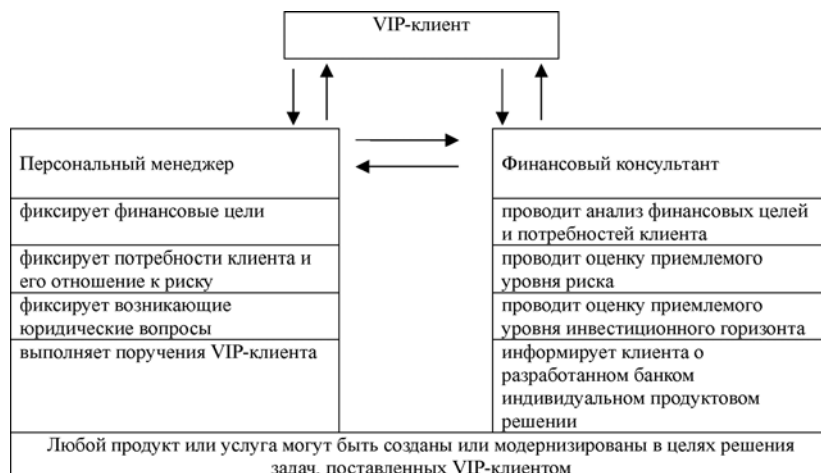 VIP-клиент
Персональный менеджер
фиксирует финансовые цели
фиксирует потребности клиента и
его отношение к риску
фиксирует возникающие
юридические вопросы
выполняет поручения VIP-клиента
Финансовый консультант
проводит анализ финансовых целей
и потребностей клиента
проводит оценку приемлемого
уровня риска
проводит оценку приемлемого
уровня инвестиционного горизонта
информирует клиента о
разработанном банком
индивидуальном продуктовом
решении
Любой продукт или услуга могут быть созданы или модернизированы в целях решения
задач, поставленных VIP-клиентом